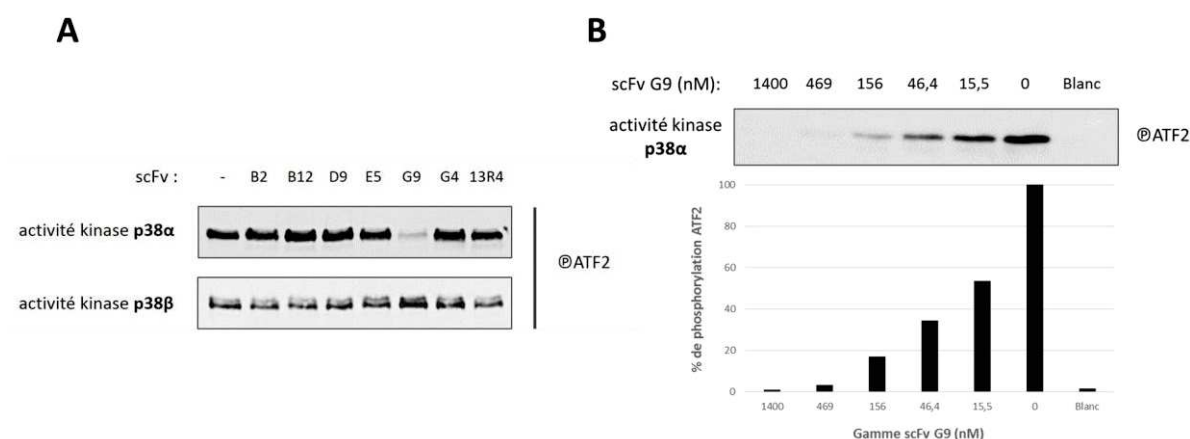 A
scFv : - B2 B12 D9 E5 G9 G4 13R4
activité kinase p38α
activité kinase p38β
ⓅATF2
B
scFv G9 (nM): 1400 469 156 46,4 15,5 0 Blanc
activité kinase
p38α
ⓅATF2
% de phosphorylation ATF2
100
80
60
40
20
0
1400 469 156 46,4 15,5 0 Blanc
Gamme scFv G9 (nM)